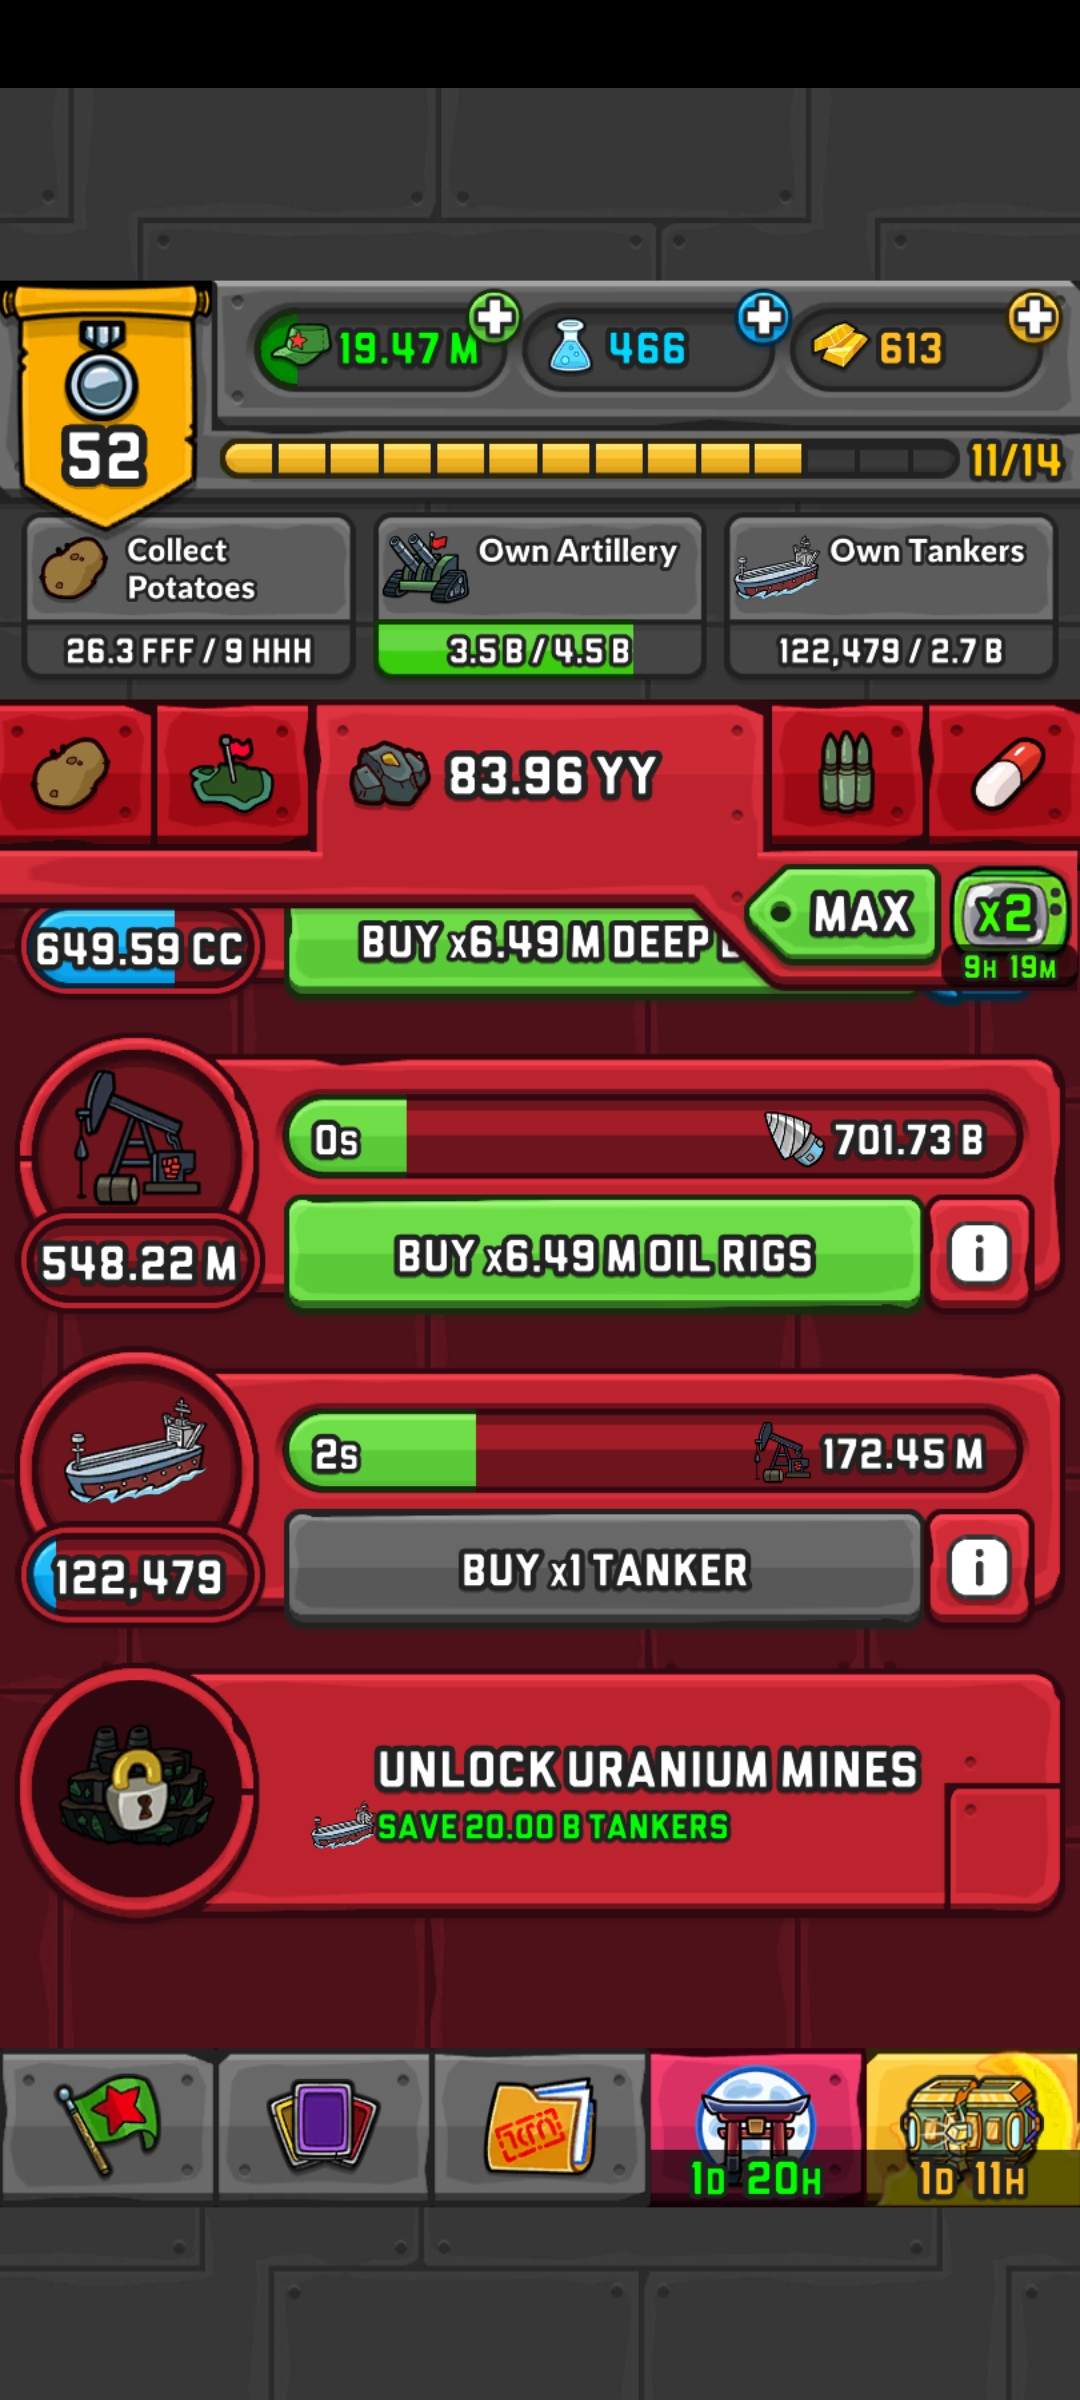 19.47 M
466
613
52
11/14
Collect
Potatoes
Own Artillery
Own Tankers
26.3 FFF / 9 HHH
3.5 B / 4.5 B
122,479 / 2.7 B
83.96 YY
MAX
x2
9H 19M
649.59 CC
BUY x6.49 M DEEP
0s
701.73 B
548.22 M
BUY x6.49 M OIL RIGS
i
2s
172.45 M
122,479
BUY x1 TANKER
i
UNLOCK URANIUM MINES
SAVE 20.00 B TANKERS
1D 20H
1D 11H